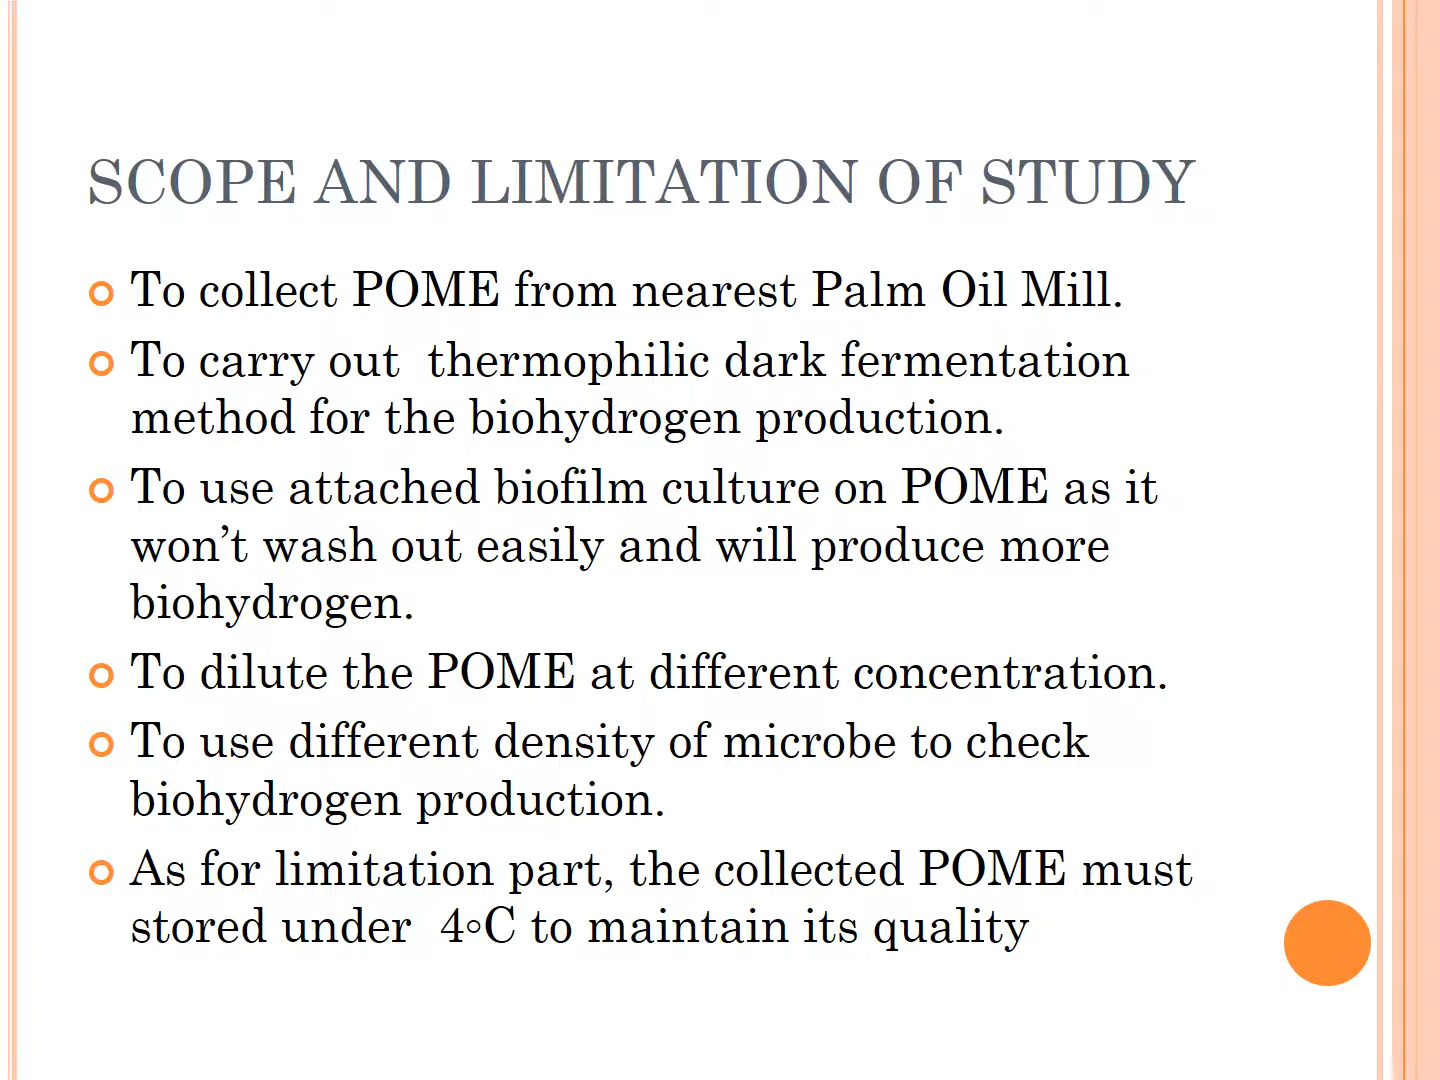 SCOPE AND LIMITATION OF STUDY
To collect POME from nearest Palm Oil Mill.
To carry out  thermophilic dark fermentation
method for the biohydrogen production.
To use attached biofilm culture on POME as it
won’t wash out easily and will produce more
biohydrogen.
To dilute the POME at different concentration.
To use different density of microbe to check
biohydrogen production.
As for limitation part, the collected POME must
stored under  4◦C to maintain its quality